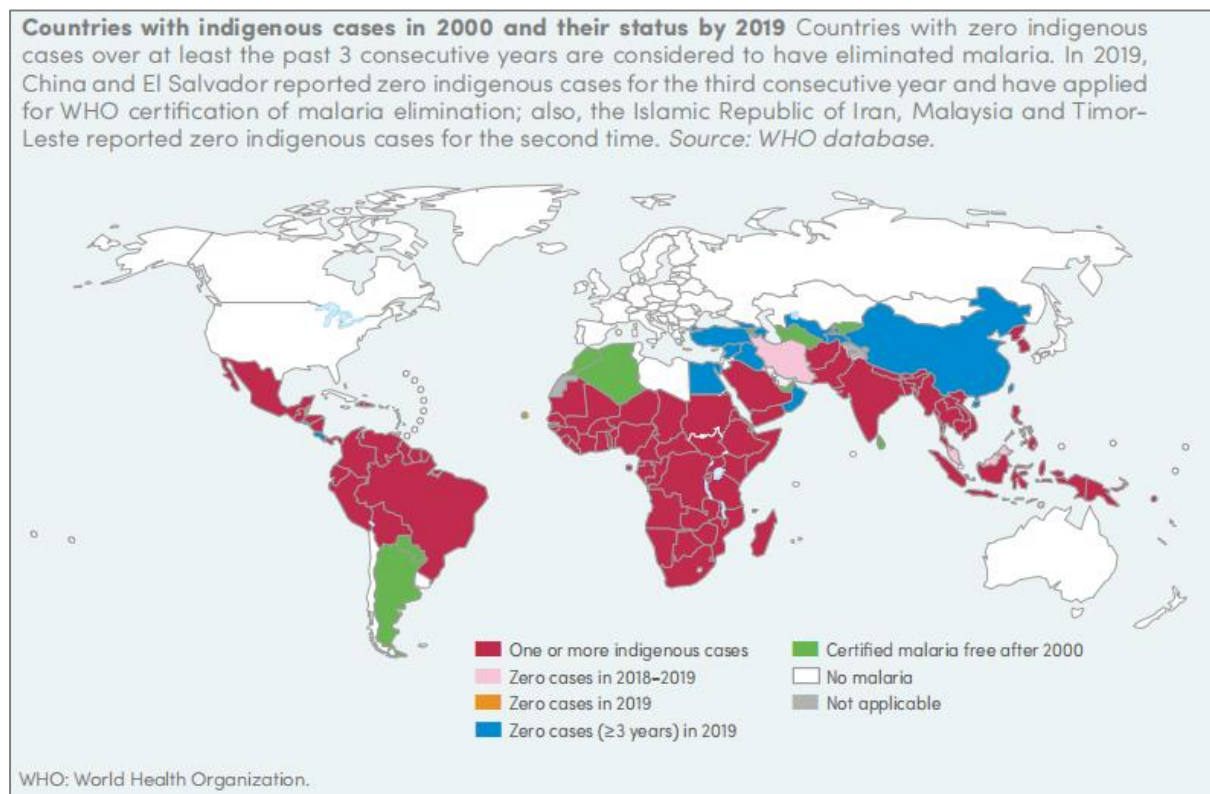 Countries with indigenous cases in 2000 and their status by 2019 Countries with zero indigenous
cases over at least the past 3 consecutive years are considered to have eliminated malaria. In 2019,
China and El Salvador reported zero indigenous cases for the third consecutive year and have applied
for WHO certification of malaria elimination; also, the Islamic Republic of Iran, Malaysia and Timor-
Leste reported zero indigenous cases for the second time. Source: WHO database.
One or more indigenous cases
Zero cases in 2018–2019
Zero cases in 2019
Zero cases (≥3 years) in 2019
Certified malaria free after 2000
No malaria
Not applicable
WHO: World Health Organization.